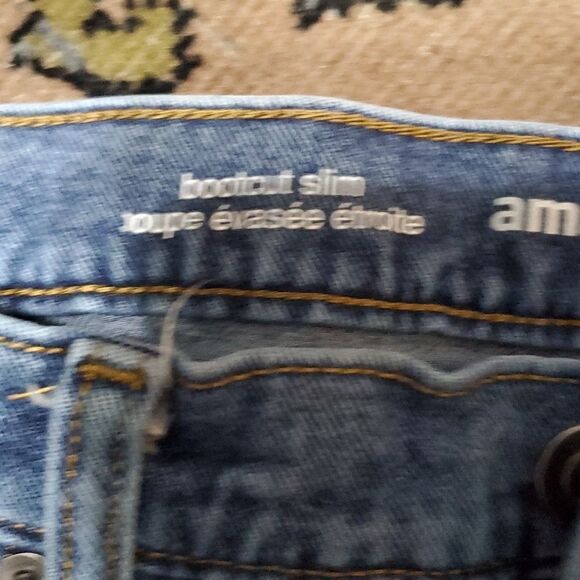 bootcut slim
coupe évasée étroite
am